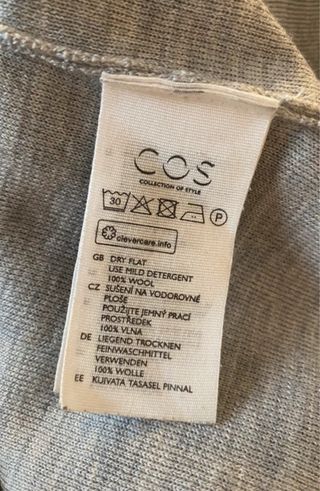 COS
COLLECTION OF STYLE
30 P
clevercare.info
GB DRY FLAT
USE MILD DETERGENT
100% WOOL
CZ SUŠENÍ NA VODOROVNÉ
PLOŠE
POUŽIJTE JEMNÝ PRACÍ
PROSTŘEDEK
100% VLNA
DE LIEGEND TROCKNEN
FEINWASCHMITTEL
VERWENDEN
100% WOLLE
EE KUIVATA TASASEL PINNAL